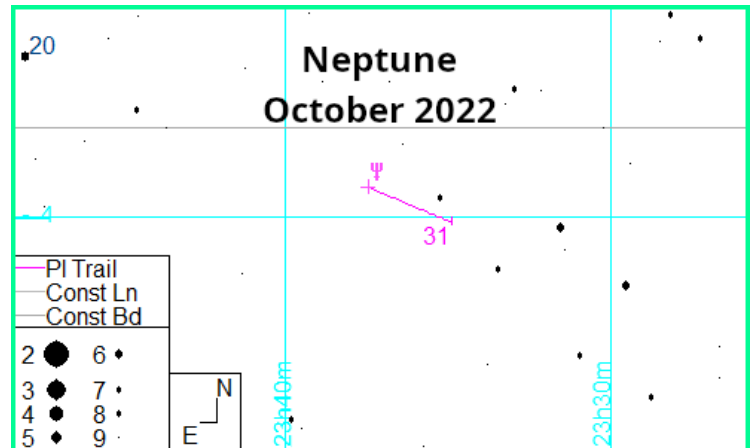 20
Neptune
October 2022
Ψ
-4
31
Pl Trail
Const Ln
Const Bd
2 6
3 7
4 8
5 9
N
E
23h40m
23h30m